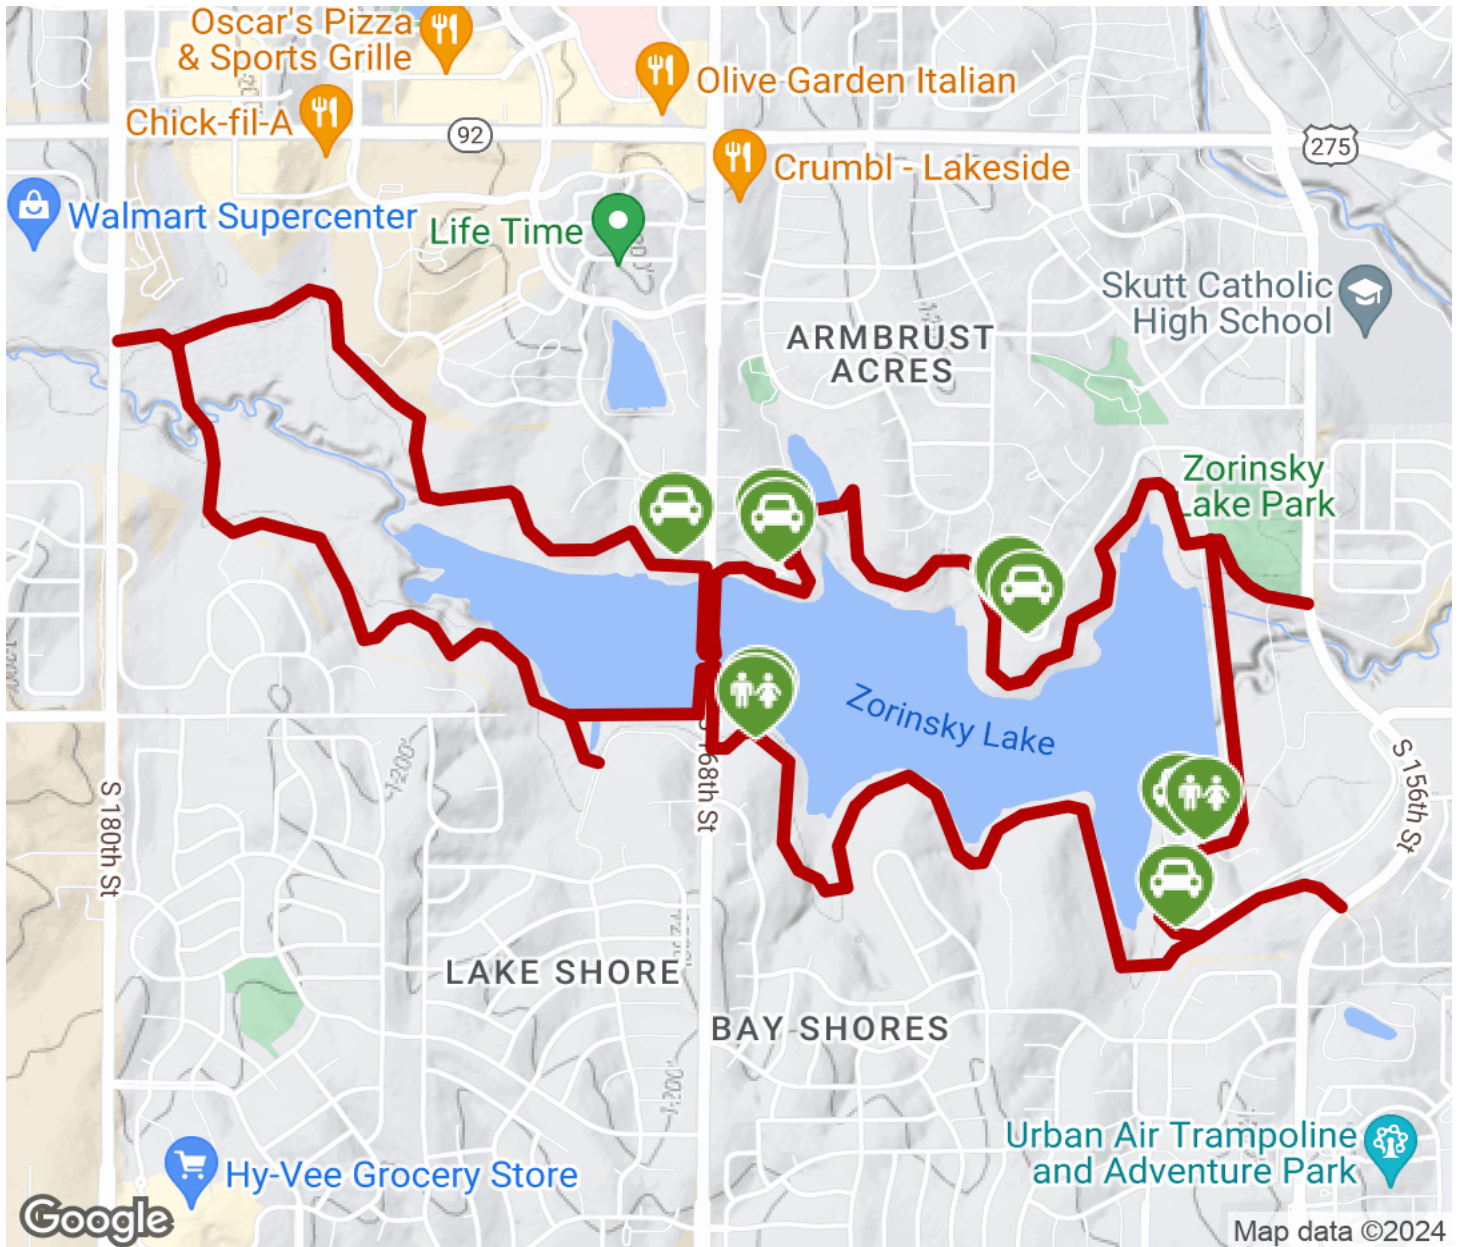 Oscar's Pizza
& Sports Grille
Olive Garden Italian
Chick-fil-A
92
275
Crumbl - Lakeside
Walmart Supercenter
Life Time
Skutt Catholic
High School
ARMBRUST
ACRES
Zorinsky
Lake Park
Zorinsky Lake
S 180th St
168th St
S 156th St
1200'
LAKE SHORE
BAY SHORES
1200'
Urban Air Trampoline
and Adventure Park
Hy-Vee Grocery Store
Google
Map data ©2024